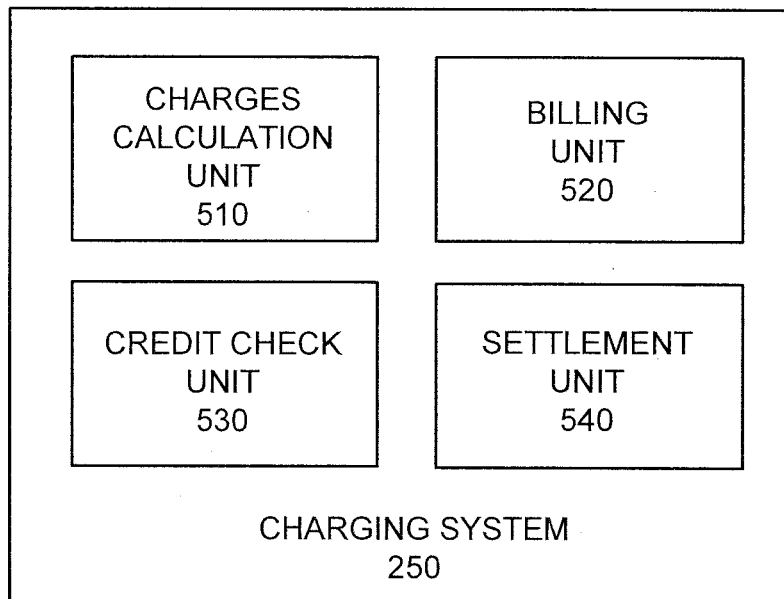 CHARGES
CALCULATION
UNIT
510
BILLING
UNIT
520
CREDIT CHECK
UNIT
530
SETTLEMENT
UNIT
540
CHARGING SYSTEM
250